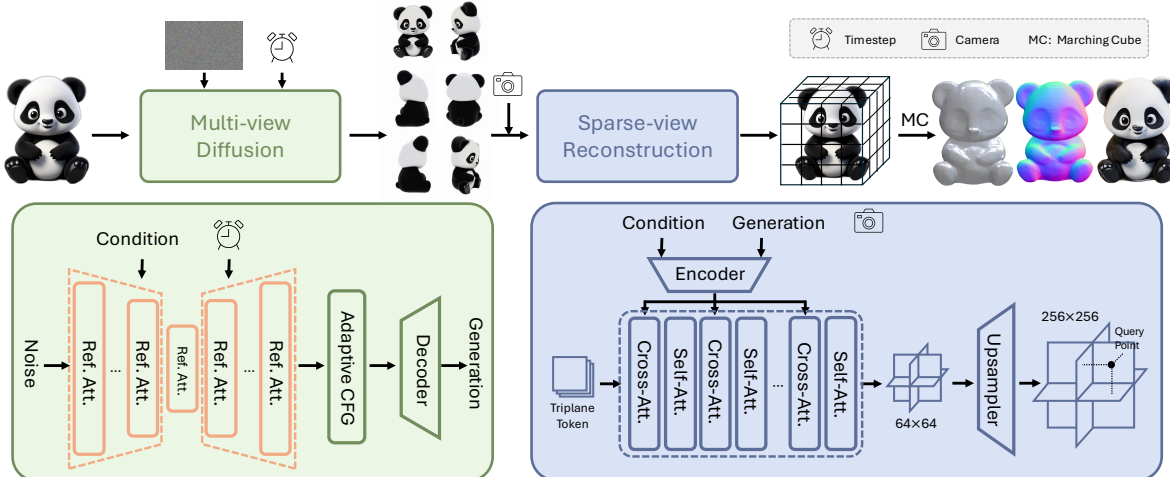 Timestep
Camera
MC: Marching Cube
Multi-view
Diffusion
Sparse-view
Reconstruction
MC
Condition
Noise
Ref. Att.
...
Ref. Att.
Ref. Att.
Ref. Att.
...
Ref. Att.
Adaptive CFG
Decoder
Generation
Condition
Generation
Encoder
Triplane
Token
Cross-Att.
Self-Att.
Cross-Att.
Self-Att.
...
Cross-Att.
Self-Att.
64×64
Upsampler
256×256
Query
Point